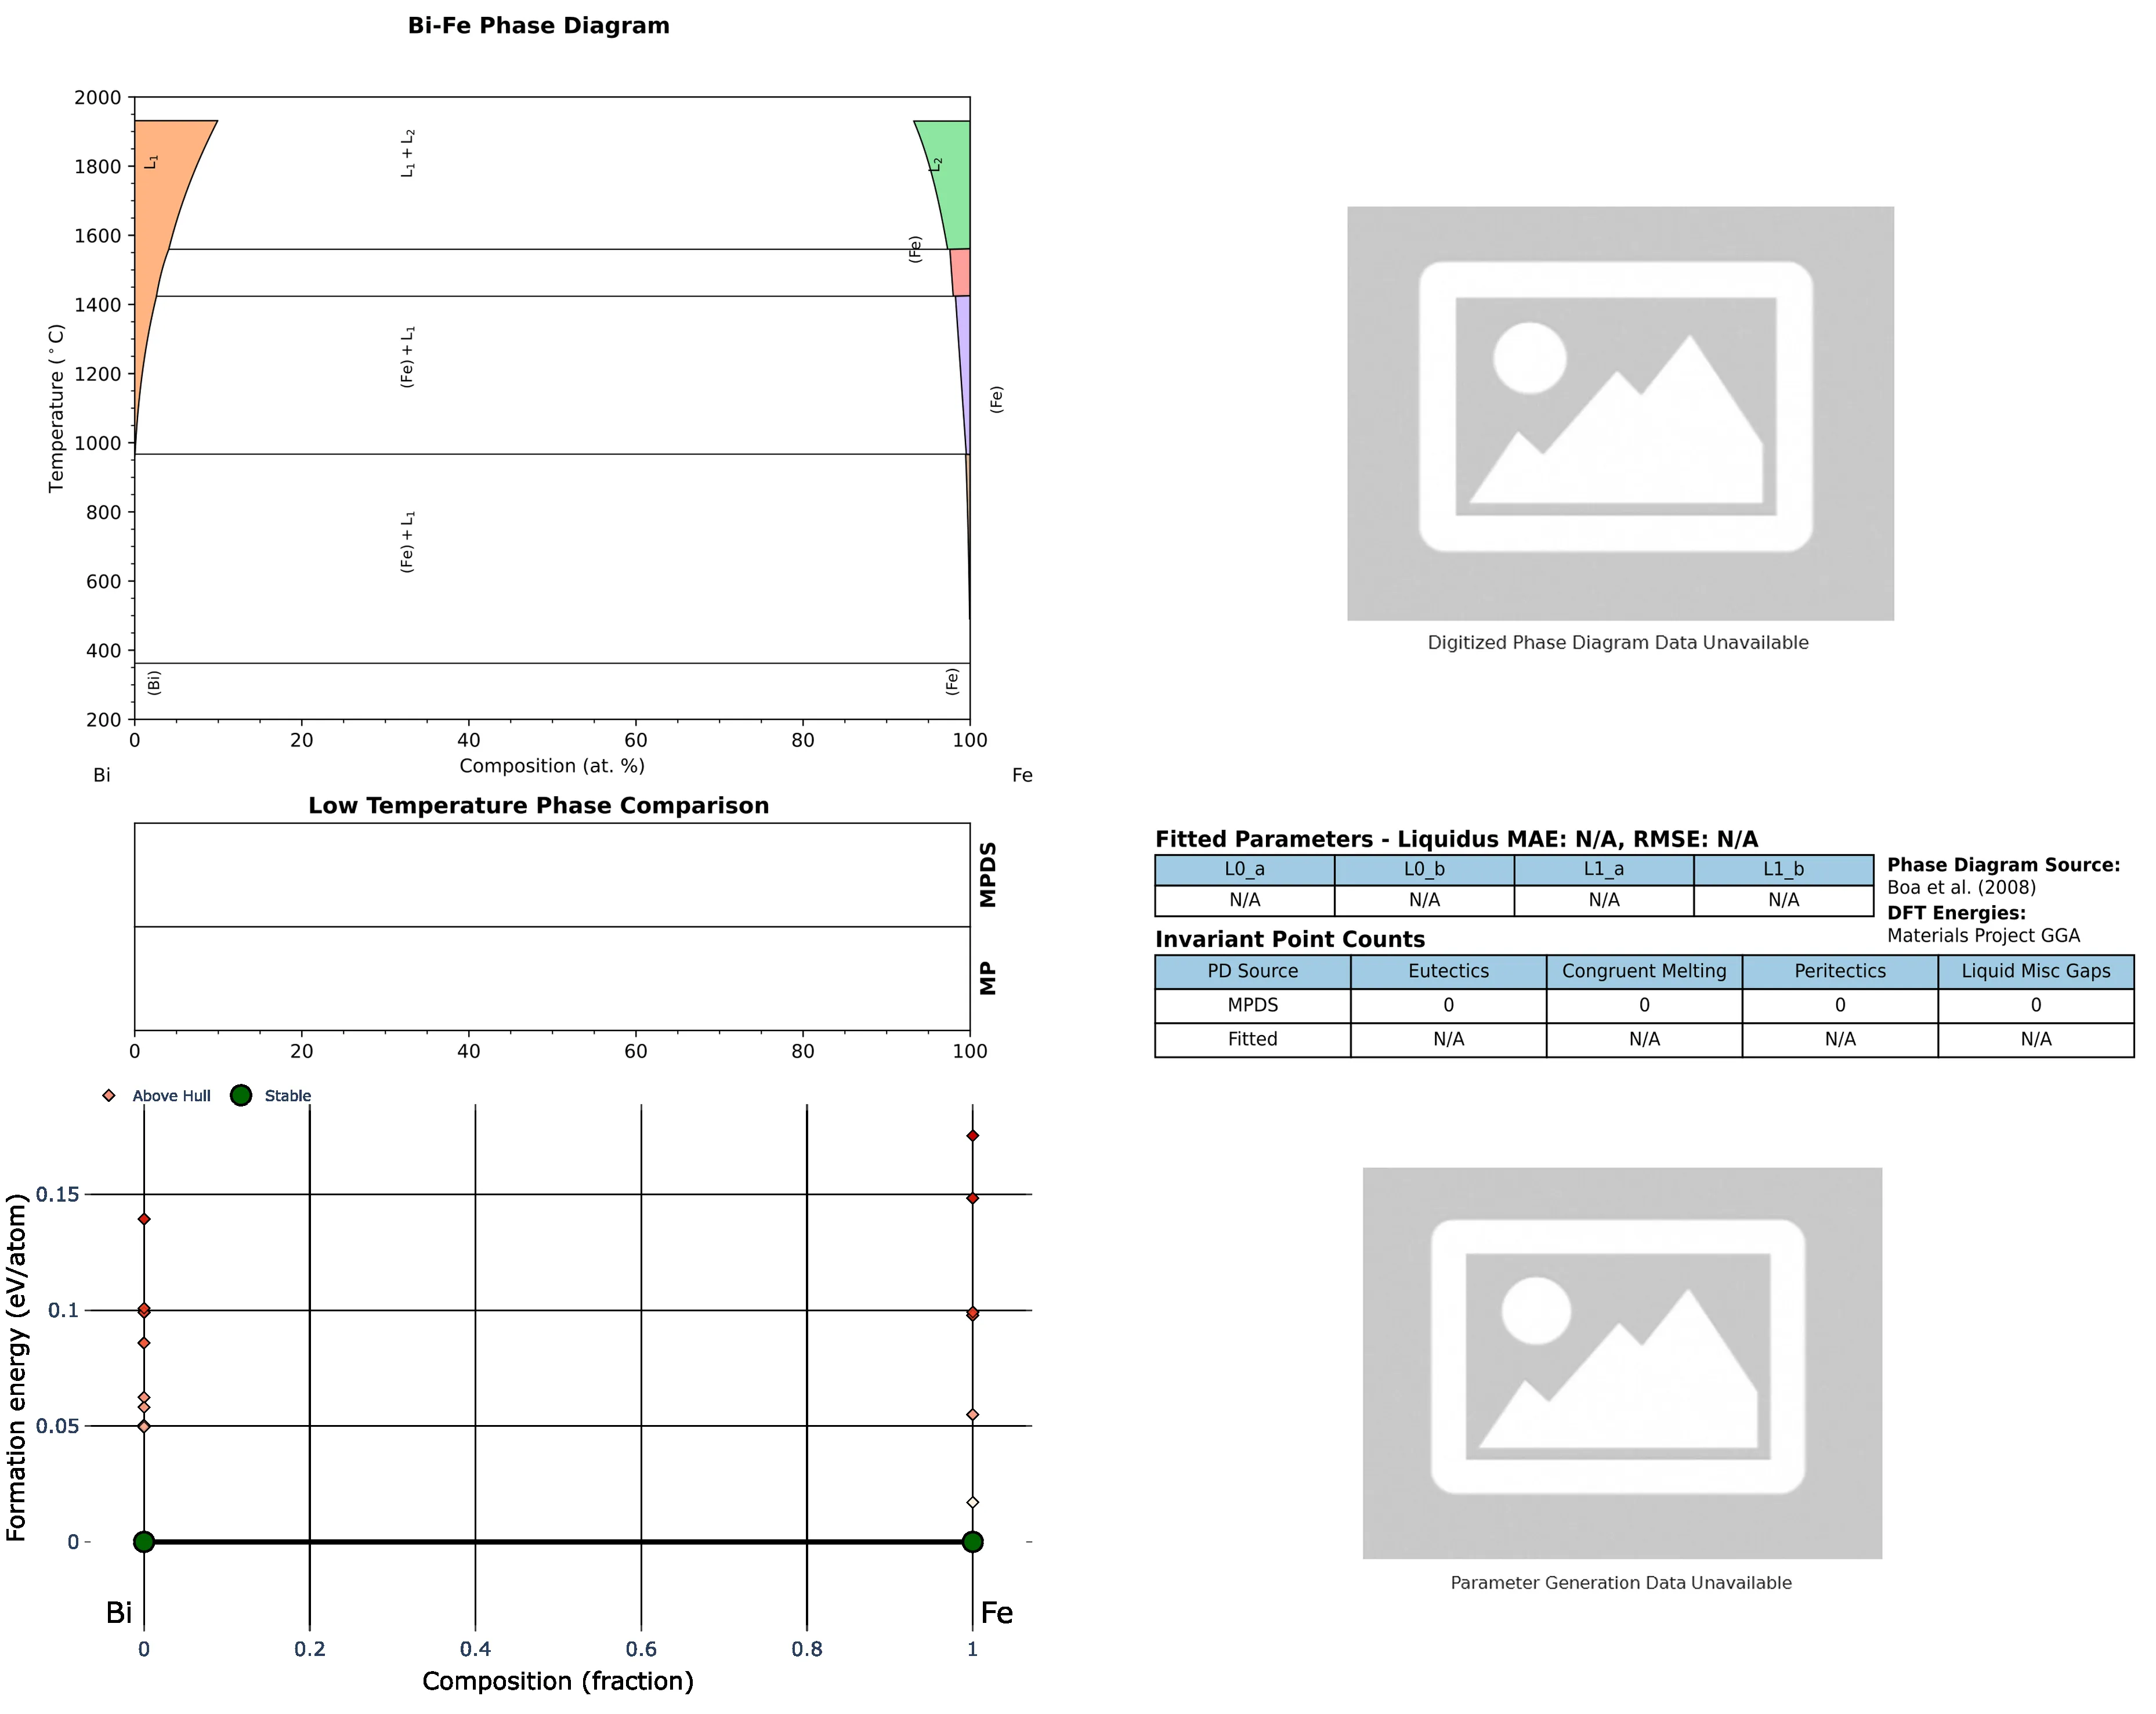 Bi-Fe Phase Diagram
2000
1800
1600
1400
1200
1000
800
600
400
200
Temperature (°C)
L1
L1 + L2
L2
(Fe)
(Fe) + L1
(Fe)
(Fe) + L1
(Bi)
(Fe)
0 20 40 60 80 100
Composition (at. %)
Bi Fe
Digitized Phase Diagram Data Unavailable
Low Temperature Phase Comparison
MPDS
MP
0 20 40 60 80 100
Fitted Parameters - Liquidus MAE: N/A, RMSE: N/A
L0_a L0_b L1_a L1_b
N/A N/A N/A N/A
Phase Diagram Source:
Boa et al. (2008)
DFT Energies:
Materials Project GGA
Invariant Point Counts
PD Source Eutectics Congruent Melting Peritectics Liquid Misc Gaps
MPDS 0 0 0 0
Fitted N/A N/A N/A N/A
Above Hull Stable
0.15
0.1
0.05
0
Formation energy (eV/atom)
Bi Fe
0 0.2 0.4 0.6 0.8 1
Composition (fraction)
Parameter Generation Data Unavailable